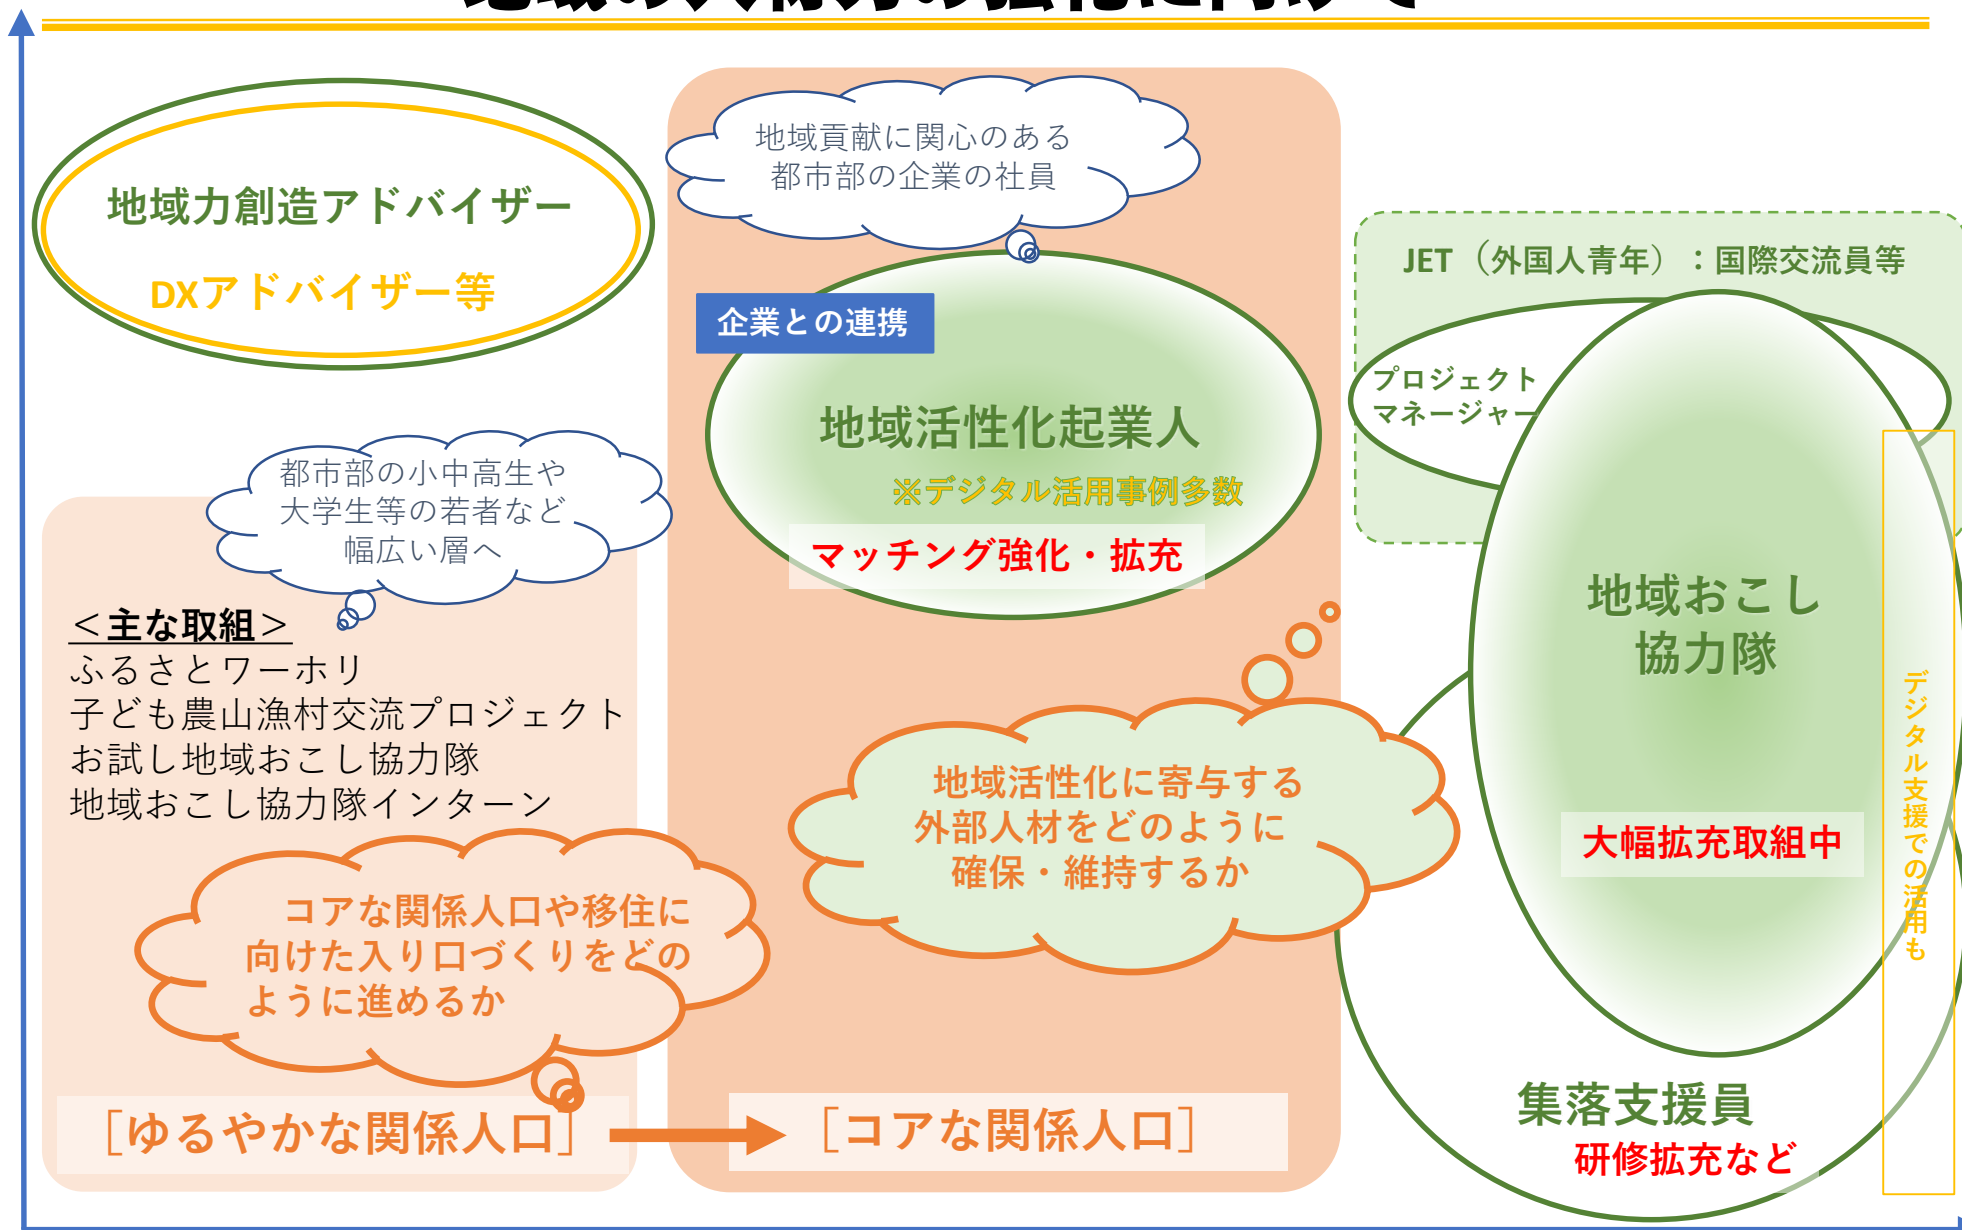 地域の人材力の強化に向けて
地域力創造アドバイザー
DXアドバイザー等
地域貢献に関心のある
都市部の企業の社員
企業との連携
地域活性化起業人
※デジタル活用事例多数
マッチング強化・拡充
JET（外国人青年）：国際交流員等
プロジェクト
マネージャー
地域おこし
協力隊
大幅拡充取組中
デジタル支援での活用も
都市部の小中高生や
大学生等の若者など
幅広い層へ
＜主な取組＞
ふるさとワーホリ
子ども農山漁村交流プロジェクト
お試し地域おこし協力隊
地域おこし協力隊インターン
コアな関係人口や移住に
向けた入り口づくりをどの
ように進めるか
地域活性化に寄与する
外部人材をどのように
確保・維持するか
［ゆるやかな関係人口］
［コアな関係人口］
集落支援員
研修拡充など